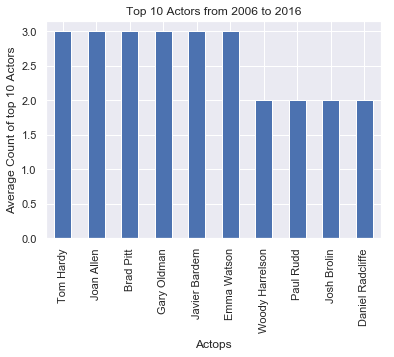 Top 10 Actors from 2006 to 2016
Average Count of top 10 Actors
3.0
2.5
2.0
1.5
1.0
0.5
0.0
Tom Hardy
Joan Allen
Brad Pitt
Gary Oldman
Javier Bardem
Emma Watson
Woody Harrelson
Paul Rudd
Josh Brolin
Daniel Radcliffe
Actops